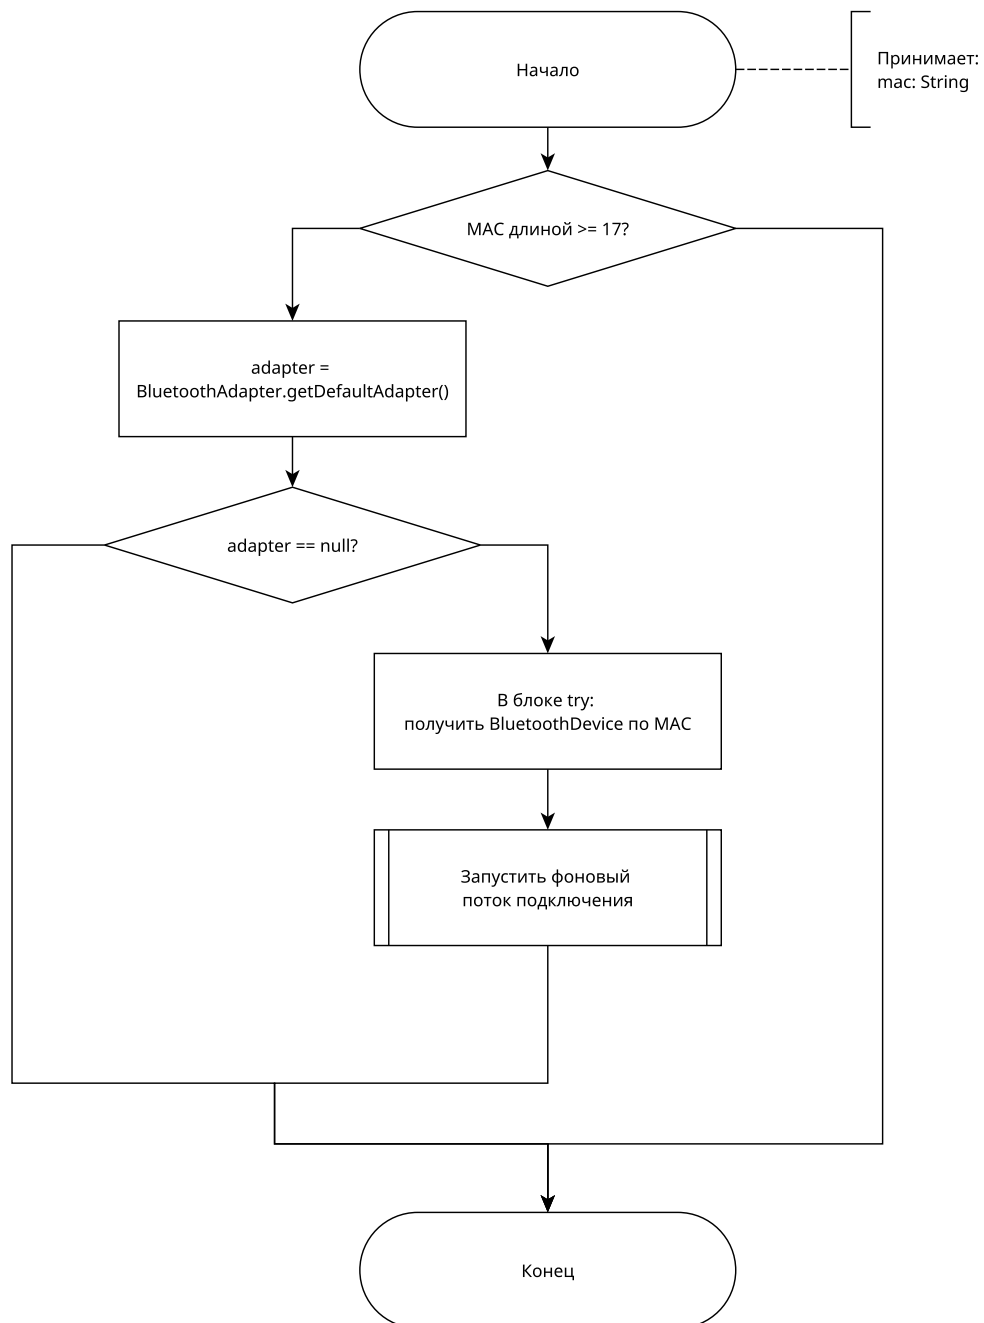 Начало
Принимает:
mac: String
MAC длиной >= 17?
adapter =
BluetoothAdapter.getDefaultAdapter()
adapter == null?
В блоке try:
получить BluetoothDevice по MAC
Запустить фоновый
поток подключения
Конец